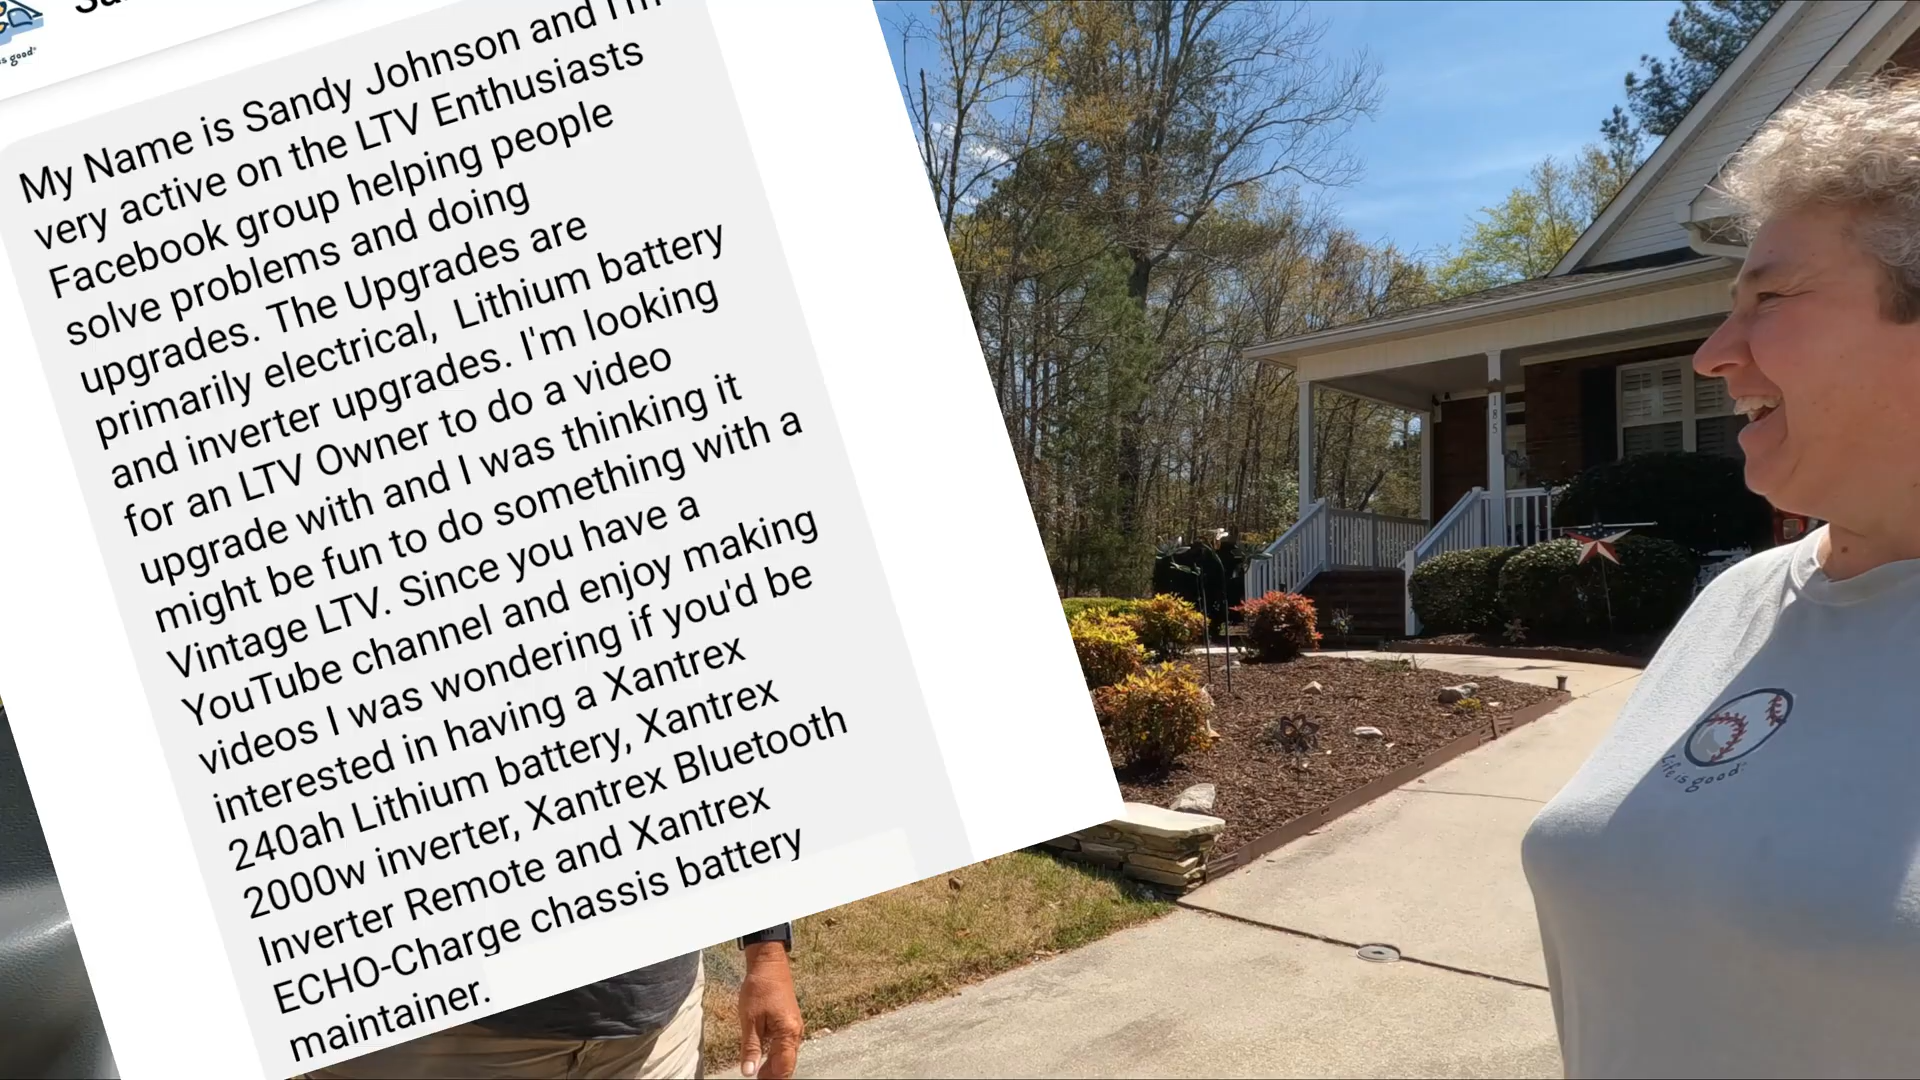 is good
My Name is Sandy Johnson and I'm
very active on the LTV Enthusiasts
Facebook group helping people
solve problems and doing
upgrades. The Upgrades are
primarily electrical,  Lithium battery
and inverter upgrades. I'm looking
for an LTV Owner to do a video
upgrade with and I was thinking it
might be fun to do something with a
Vintage LTV. Since you have a
YouTube channel and enjoy making
videos I was wondering if you'd be
interested in having a Xantrex
240ah Lithium battery, Xantrex
2000w inverter, Xantrex Bluetooth
Inverter Remote and Xantrex
ECHO-Charge chassis battery
maintainer.
185
Life is good